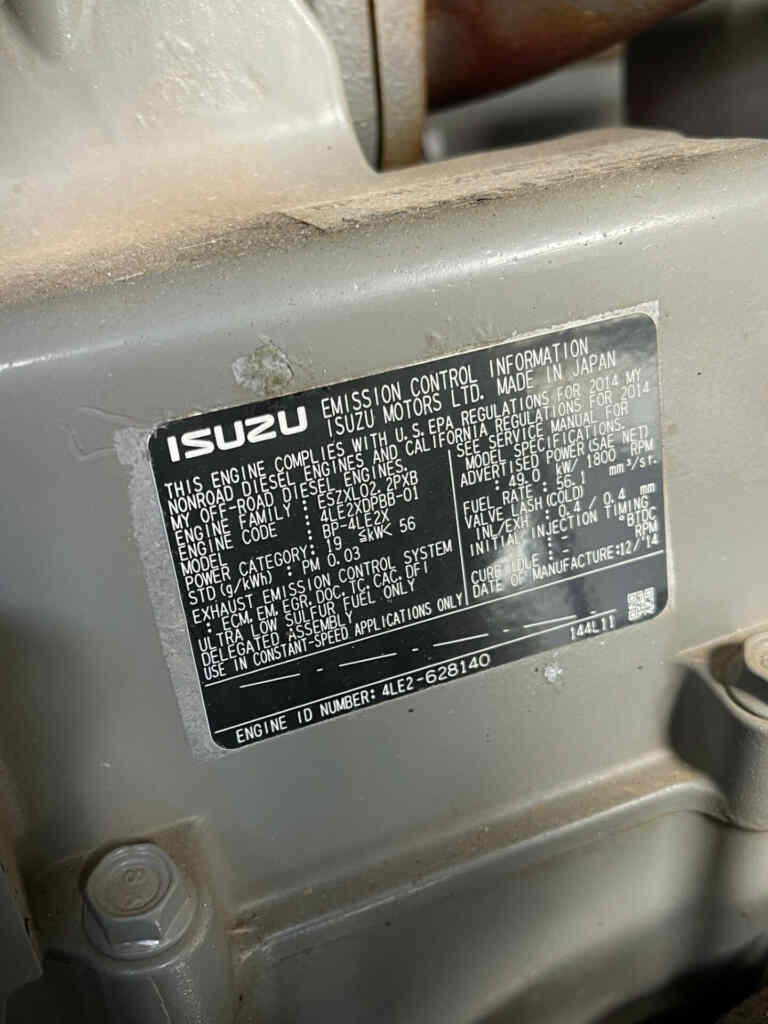 ISUZU
EMISSION CONTROL INFORMATION
ISUZU MOTORS LTD. MADE IN JAPAN
THIS ENGINE COMPLIES WITH U.S.EPA REGULATIONS FOR 2014 MY
NONROAD DIESEL ENGINES AND CALIFORNIA REGULATIONS FOR 2014
MY OFF-ROAD DIESEL ENGINES.
ENGINE FAMILY : ESZXL02.2PXB
ENGINE CODE : 4LE2XDPBB-01
MODEL : BP-4LE2X
POWER CATEGORY: 19 ≦kW< 56
STD (g/kWh) : PM 0.03
EXHAUST EMISSION CONTROL SYSTEM
: ECM, EM, EGR, DOC, TC, CAC, DFI
ULTRA LOW SULFUR FUEL ONLY
DELEGATED ASSEMBLY
USE IN CONSTANT-SPEED APPLICATIONS ONLY
SEE SERVICE MANUAL FOR
MODEL SPECIFICATIONS.
ADVERTISED POWER(SAE NET)
: 49.0 kW/ 1800 RPM
FUEL RATE : 56.1 mm³/st.
VALVE LASH(COLD)
INL/EXH : 0.4 / 0.4 mm
INITIAL INJECTION TIMING
: - °BTDC
CURB IDLE : - RPM
DATE OF MANUFACTURE:12/14
144L11
ENGINE ID NUMBER: 4LE2-628140
8